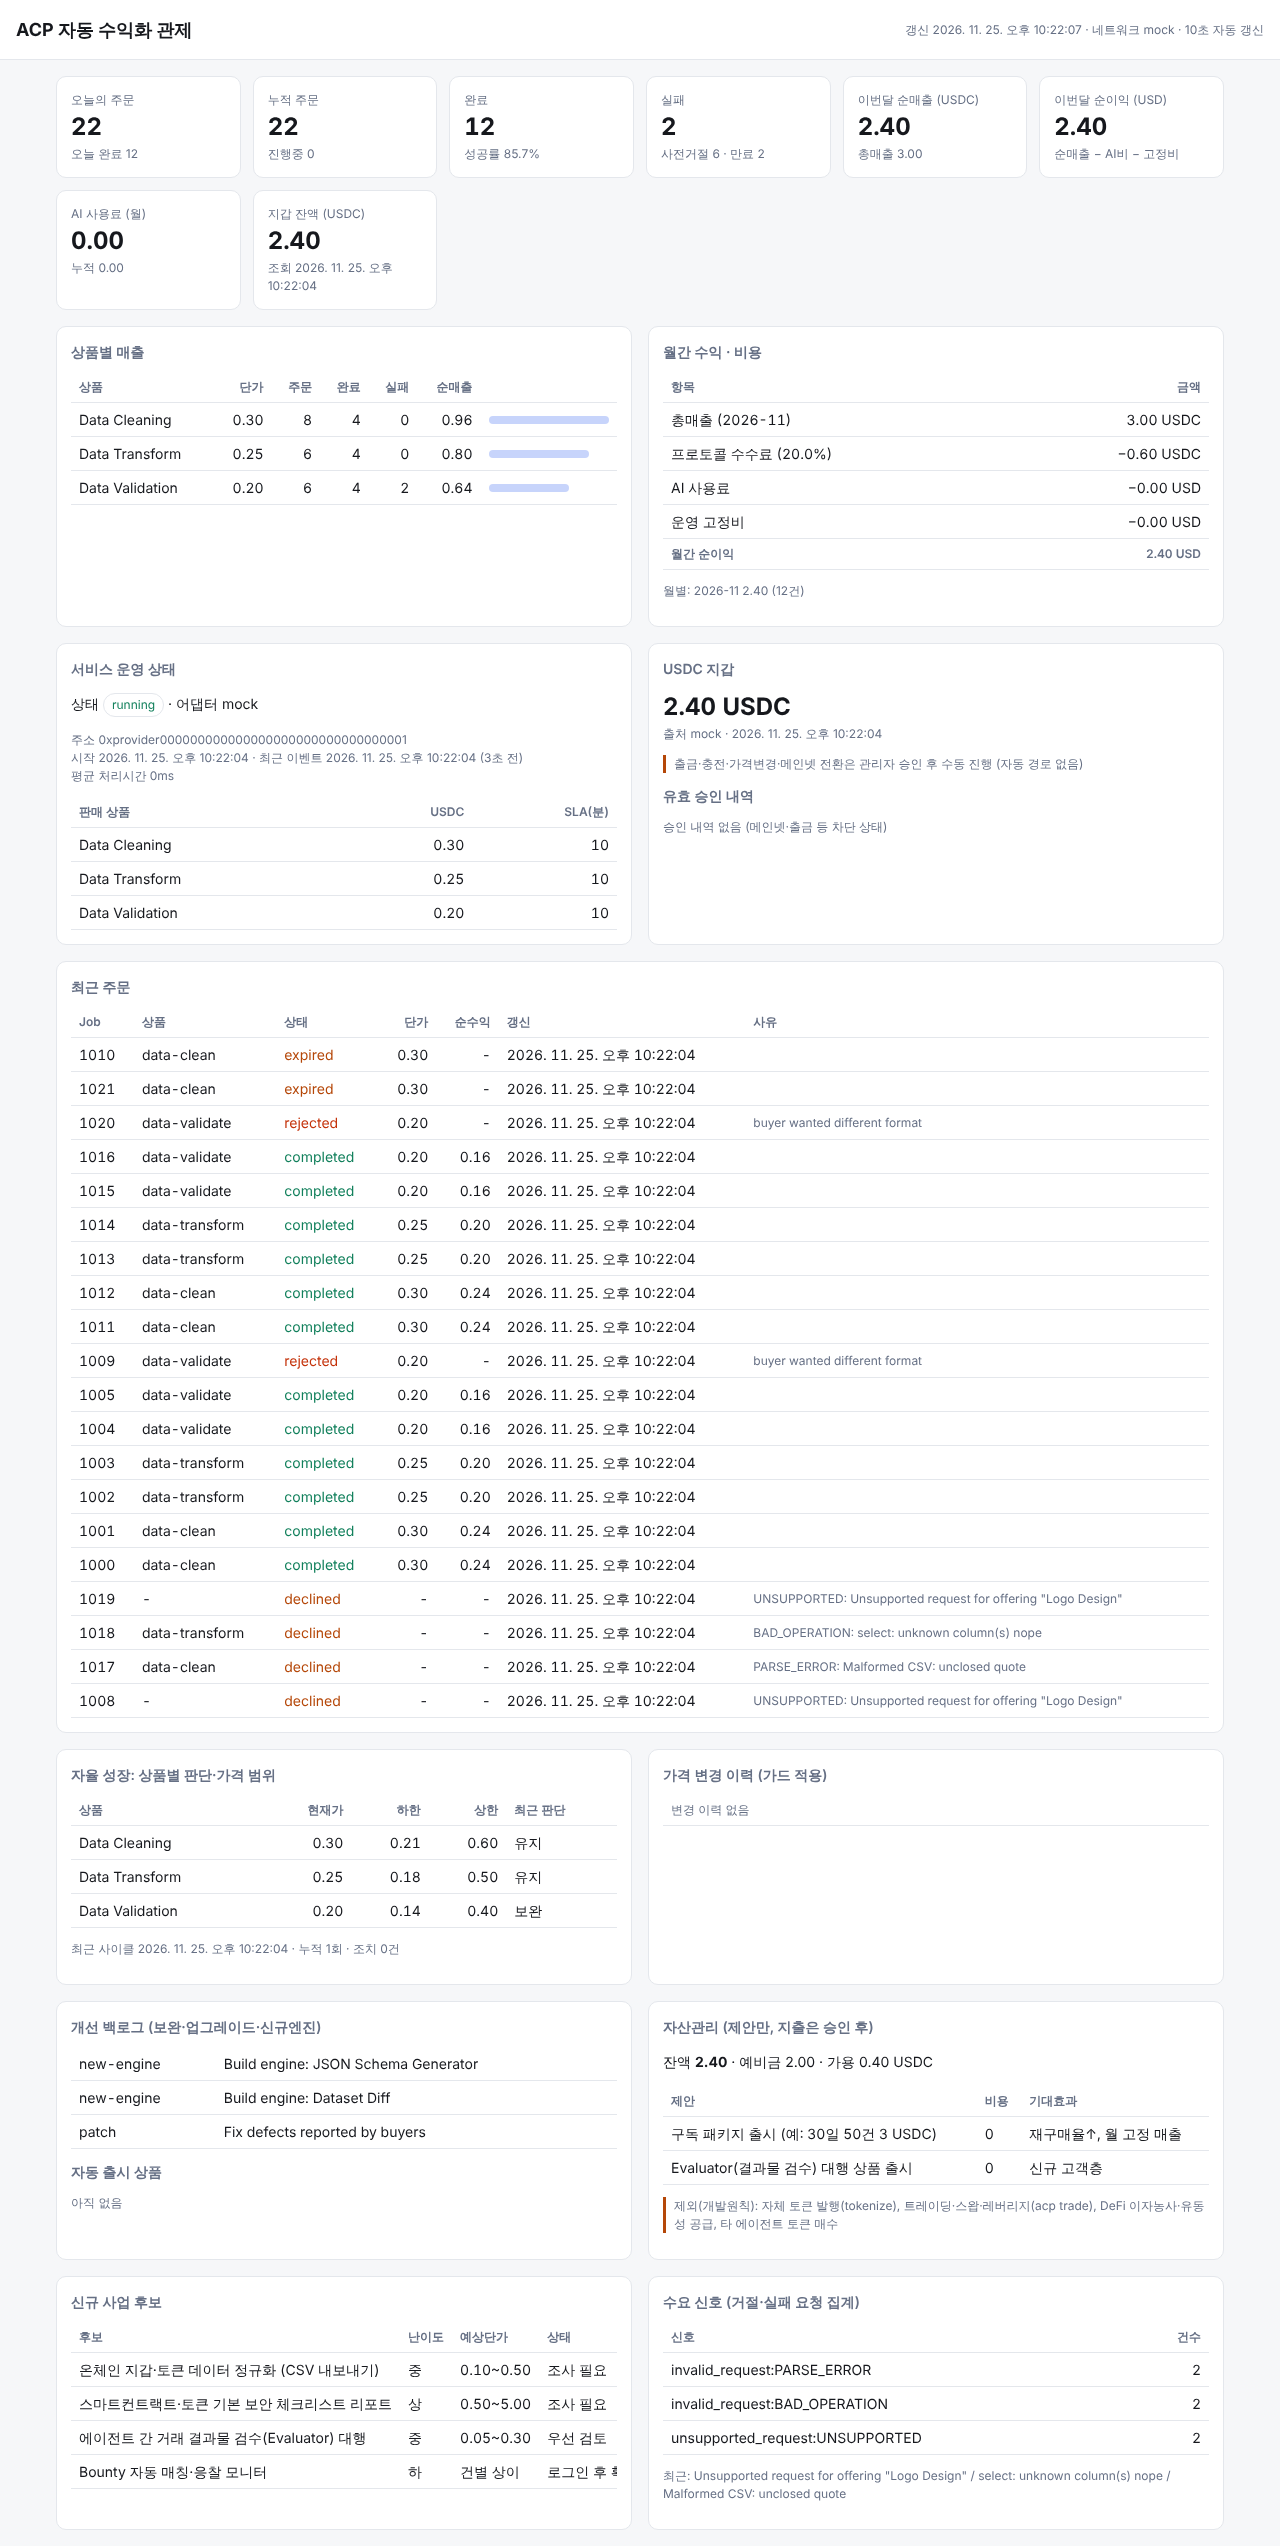 ACP 자동 수익화 관제
갱신 2026. 11. 25. 오후 10:22:07 · 네트워크 mock · 10초 자동 갱신
오늘의 주문
22
오늘 완료 12
누적 주문
22
진행중 0
완료
12
성공률 85.7%
실패
2
사전거절 6 · 만료 2
이번달 순매출 (USDC)
2.40
총매출 3.00
이번달 순이익 (USD)
2.40
순매출 − AI비 − 고정비
AI 사용료 (월)
0.00
누적 0.00
지갑 잔액 (USDC)
2.40
조회 2026. 11. 25. 오후
10:22:04
상품별 매출
상품 단가 주문 완료 실패 순매출
Data Cleaning 0.30 8 4 0 0.96
Data Transform 0.25 6 4 0 0.80
Data Validation 0.20 6 4 2 0.64
월간 수익 · 비용
항목 금액
총매출 (2026-11) 3.00 USDC
프로토콜 수수료 (20.0%) −0.60 USDC
AI 사용료 −0.00 USD
운영 고정비 −0.00 USD
월간 순이익 2.40 USD
월별: 2026-11 2.40 (12건)
서비스 운영 상태
상태 running · 어댑터 mock
주소 0xprovider00000000000000000000000000000001
시작 2026. 11. 25. 오후 10:22:04 · 최근 이벤트 2026. 11. 25. 오후 10:22:04 (3초 전)
평균 처리시간 0ms
판매 상품 USDC SLA(분)
Data Cleaning 0.30 10
Data Transform 0.25 10
Data Validation 0.20 10
USDC 지갑
2.40 USDC
출처 mock · 2026. 11. 25. 오후 10:22:04
출금·충전·가격변경·메인넷 전환은 관리자 승인 후 수동 진행 (자동 경로 없음)
유효 승인 내역
승인 내역 없음 (메인넷·출금 등 차단 상태)
최근 주문
Job 상품 상태 단가 순수익 갱신 사유
1010 data-clean expired 0.30 - 2026. 11. 25. 오후 10:22:04
1021 data-clean expired 0.30 - 2026. 11. 25. 오후 10:22:04
1020 data-validate rejected 0.20 - 2026. 11. 25. 오후 10:22:04 buyer wanted different format
1016 data-validate completed 0.20 0.16 2026. 11. 25. 오후 10:22:04
1015 data-validate completed 0.20 0.16 2026. 11. 25. 오후 10:22:04
1014 data-transform completed 0.25 0.20 2026. 11. 25. 오후 10:22:04
1013 data-transform completed 0.25 0.20 2026. 11. 25. 오후 10:22:04
1012 data-clean completed 0.30 0.24 2026. 11. 25. 오후 10:22:04
1011 data-clean completed 0.30 0.24 2026. 11. 25. 오후 10:22:04
1009 data-validate rejected 0.20 - 2026. 11. 25. 오후 10:22:04 buyer wanted different format
1005 data-validate completed 0.20 0.16 2026. 11. 25. 오후 10:22:04
1004 data-validate completed 0.20 0.16 2026. 11. 25. 오후 10:22:04
1003 data-transform completed 0.25 0.20 2026. 11. 25. 오후 10:22:04
1002 data-transform completed 0.25 0.20 2026. 11. 25. 오후 10:22:04
1001 data-clean completed 0.30 0.24 2026. 11. 25. 오후 10:22:04
1000 data-clean completed 0.30 0.24 2026. 11. 25. 오후 10:22:04
1019 - declined - - 2026. 11. 25. 오후 10:22:04 UNSUPPORTED: Unsupported request for offering "Logo Design"
1018 data-transform declined - - 2026. 11. 25. 오후 10:22:04 BAD_OPERATION: select: unknown column(s) nope
1017 data-clean declined - - 2026. 11. 25. 오후 10:22:04 PARSE_ERROR: Malformed CSV: unclosed quote
1008 - declined - - 2026. 11. 25. 오후 10:22:04 UNSUPPORTED: Unsupported request for offering "Logo Design"
자율 성장: 상품별 판단·가격 범위
상품 현재가 하한 상한 최근 판단
Data Cleaning 0.30 0.21 0.60 유지
Data Transform 0.25 0.18 0.50 유지
Data Validation 0.20 0.14 0.40 보완
최근 사이클 2026. 11. 25. 오후 10:22:04 · 누적 1회 · 조치 0건
가격 변경 이력 (가드 적용)
변경 이력 없음
개선 백로그 (보완·업그레이드·신규엔진)
new-engine Build engine: JSON Schema Generator
new-engine Build engine: Dataset Diff
patch Fix defects reported by buyers
자동 출시 상품
아직 없음
자산관리 (제안만, 지출은 승인 후)
잔액 2.40 · 예비금 2.00 · 가용 0.40 USDC
제안 비용 기대효과
구독 패키지 출시 (예: 30일 50건 3 USDC) 0 재구매율↑, 월 고정 매출
Evaluator(결과물 검수) 대행 상품 출시 0 신규 고객층
제외(개발원칙): 자체 토큰 발행(tokenize), 트레이딩·스왑·레버리지(acp trade), DeFi 이자농사·유동
성 공급, 타 에이전트 토큰 매수
신규 사업 후보
후보 난이도 예상단가 상태
온체인 지갑·토큰 데이터 정규화 (CSV 내보내기) 중 0.10~0.50 조사 필요
스마트컨트랙트·토큰 기본 보안 체크리스트 리포트 상 0.50~5.00 조사 필요
에이전트 간 거래 결과물 검수(Evaluator) 대행 중 0.05~0.30 우선 검토
Bounty 자동 매칭·응찰 모니터 하 건별 상이 로그인 후
수요 신호 (거절·실패 요청 집계)
신호 건수
invalid_request:PARSE_ERROR 2
invalid_request:BAD_OPERATION 2
unsupported_request:UNSUPPORTED 2
최근: Unsupported request for offering "Logo Design" / select: unknown column(s) nope /
Malformed CSV: unclosed quote